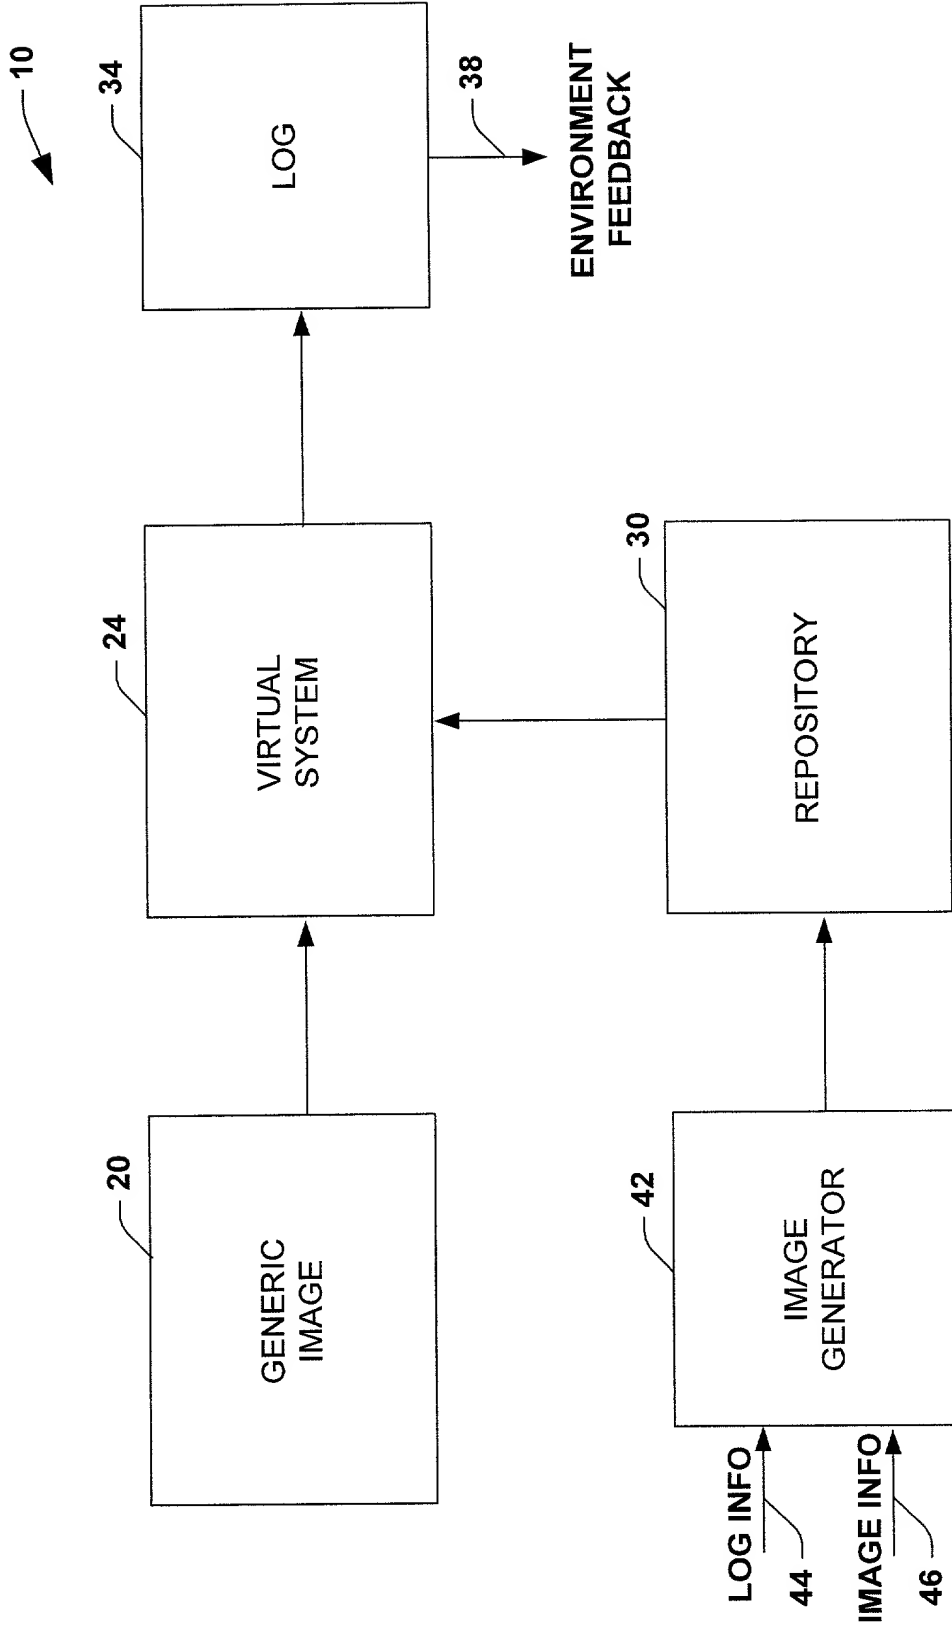 10
20
GENERIC
IMAGE
24
VIRTUAL
SYSTEM
34
LOG
38
ENVIRONMENT
FEEDBACK
LOG INFO
44
IMAGE INFO
46
42
IMAGE
GENERATOR
30
REPOSITORY